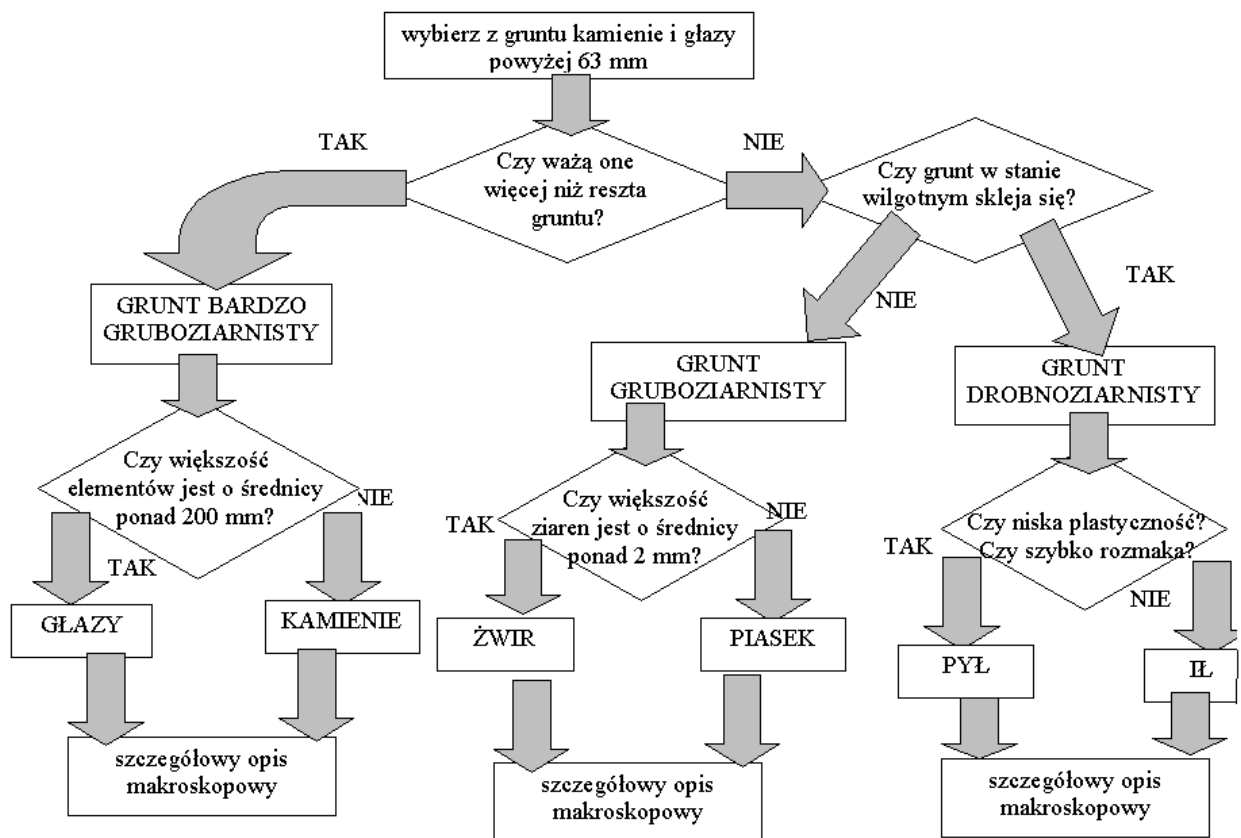 wybierz z gruntu kamienie i głazy
powyżej 63 mm
TAK
Czy ważą one
więcej niż reszta
gruntu?
NIE
Czy grunt w stanie
wilgotnym skleja się?
NIE
TAK
GRUNT BARDZO
GRUBOZIARNISTY
GRUNT
GRUBOZIARNISTY
GRUNT
DROBNOZIARNISTY
Czy większość
elementów jest o średnicy
ponad 200 mm?
NIE
TAK
Czy większość
ziaren jest o średnicy
ponad 2 mm?
TAK
NIE
Czy niska plastyczność?
Czy szybko rozmaka?
TAK
NIE
GŁAZY
KAMIENIE
ŻWIR
PIASEK
PYŁ
IŁ
szczegółowy opis
makroskopowy
szczegółowy opis
makroskopowy
szczegółowy opis
makroskopowy